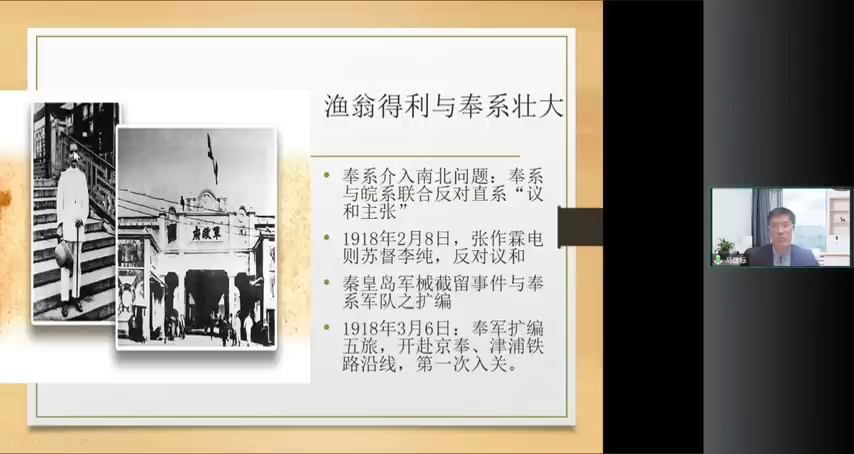 渔翁得利与奉系壮大
奉系介入南北问题：奉系
与皖系联合反对直系“议
和主张”
1918年2月8日，张作霖电
则苏督李纯，反对议和
秦皇岛军械截留事件与奉
系军队之扩编
1918年3月6日：奉军扩编
五旅，开赴京奉、津浦铁
路沿线，第一次入关。
府政軍
马建标